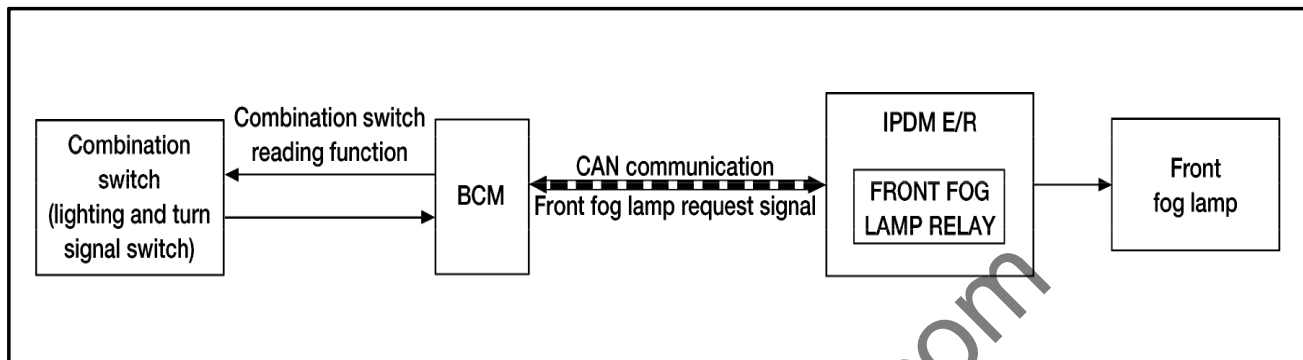 Combination
switch
(lighting and turn
signal switch)
Combination switch
reading function
BCM
CAN communication
Front fog lamp request signal
IPDM E/R
FRONT FOG
LAMP RELAY
Front
fog lamp
com